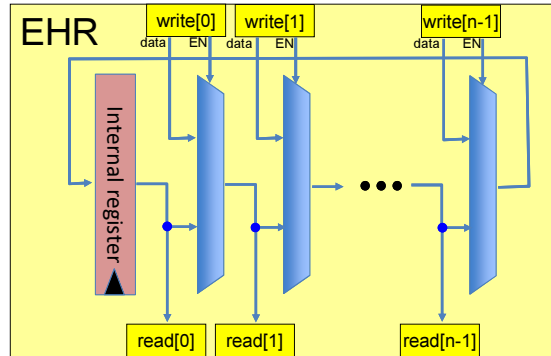 EHR
write[0]
write[1]
write[n-1]
data
EN
data
EN
data
EN
Internal register
read[0]
read[1]
read[n-1]